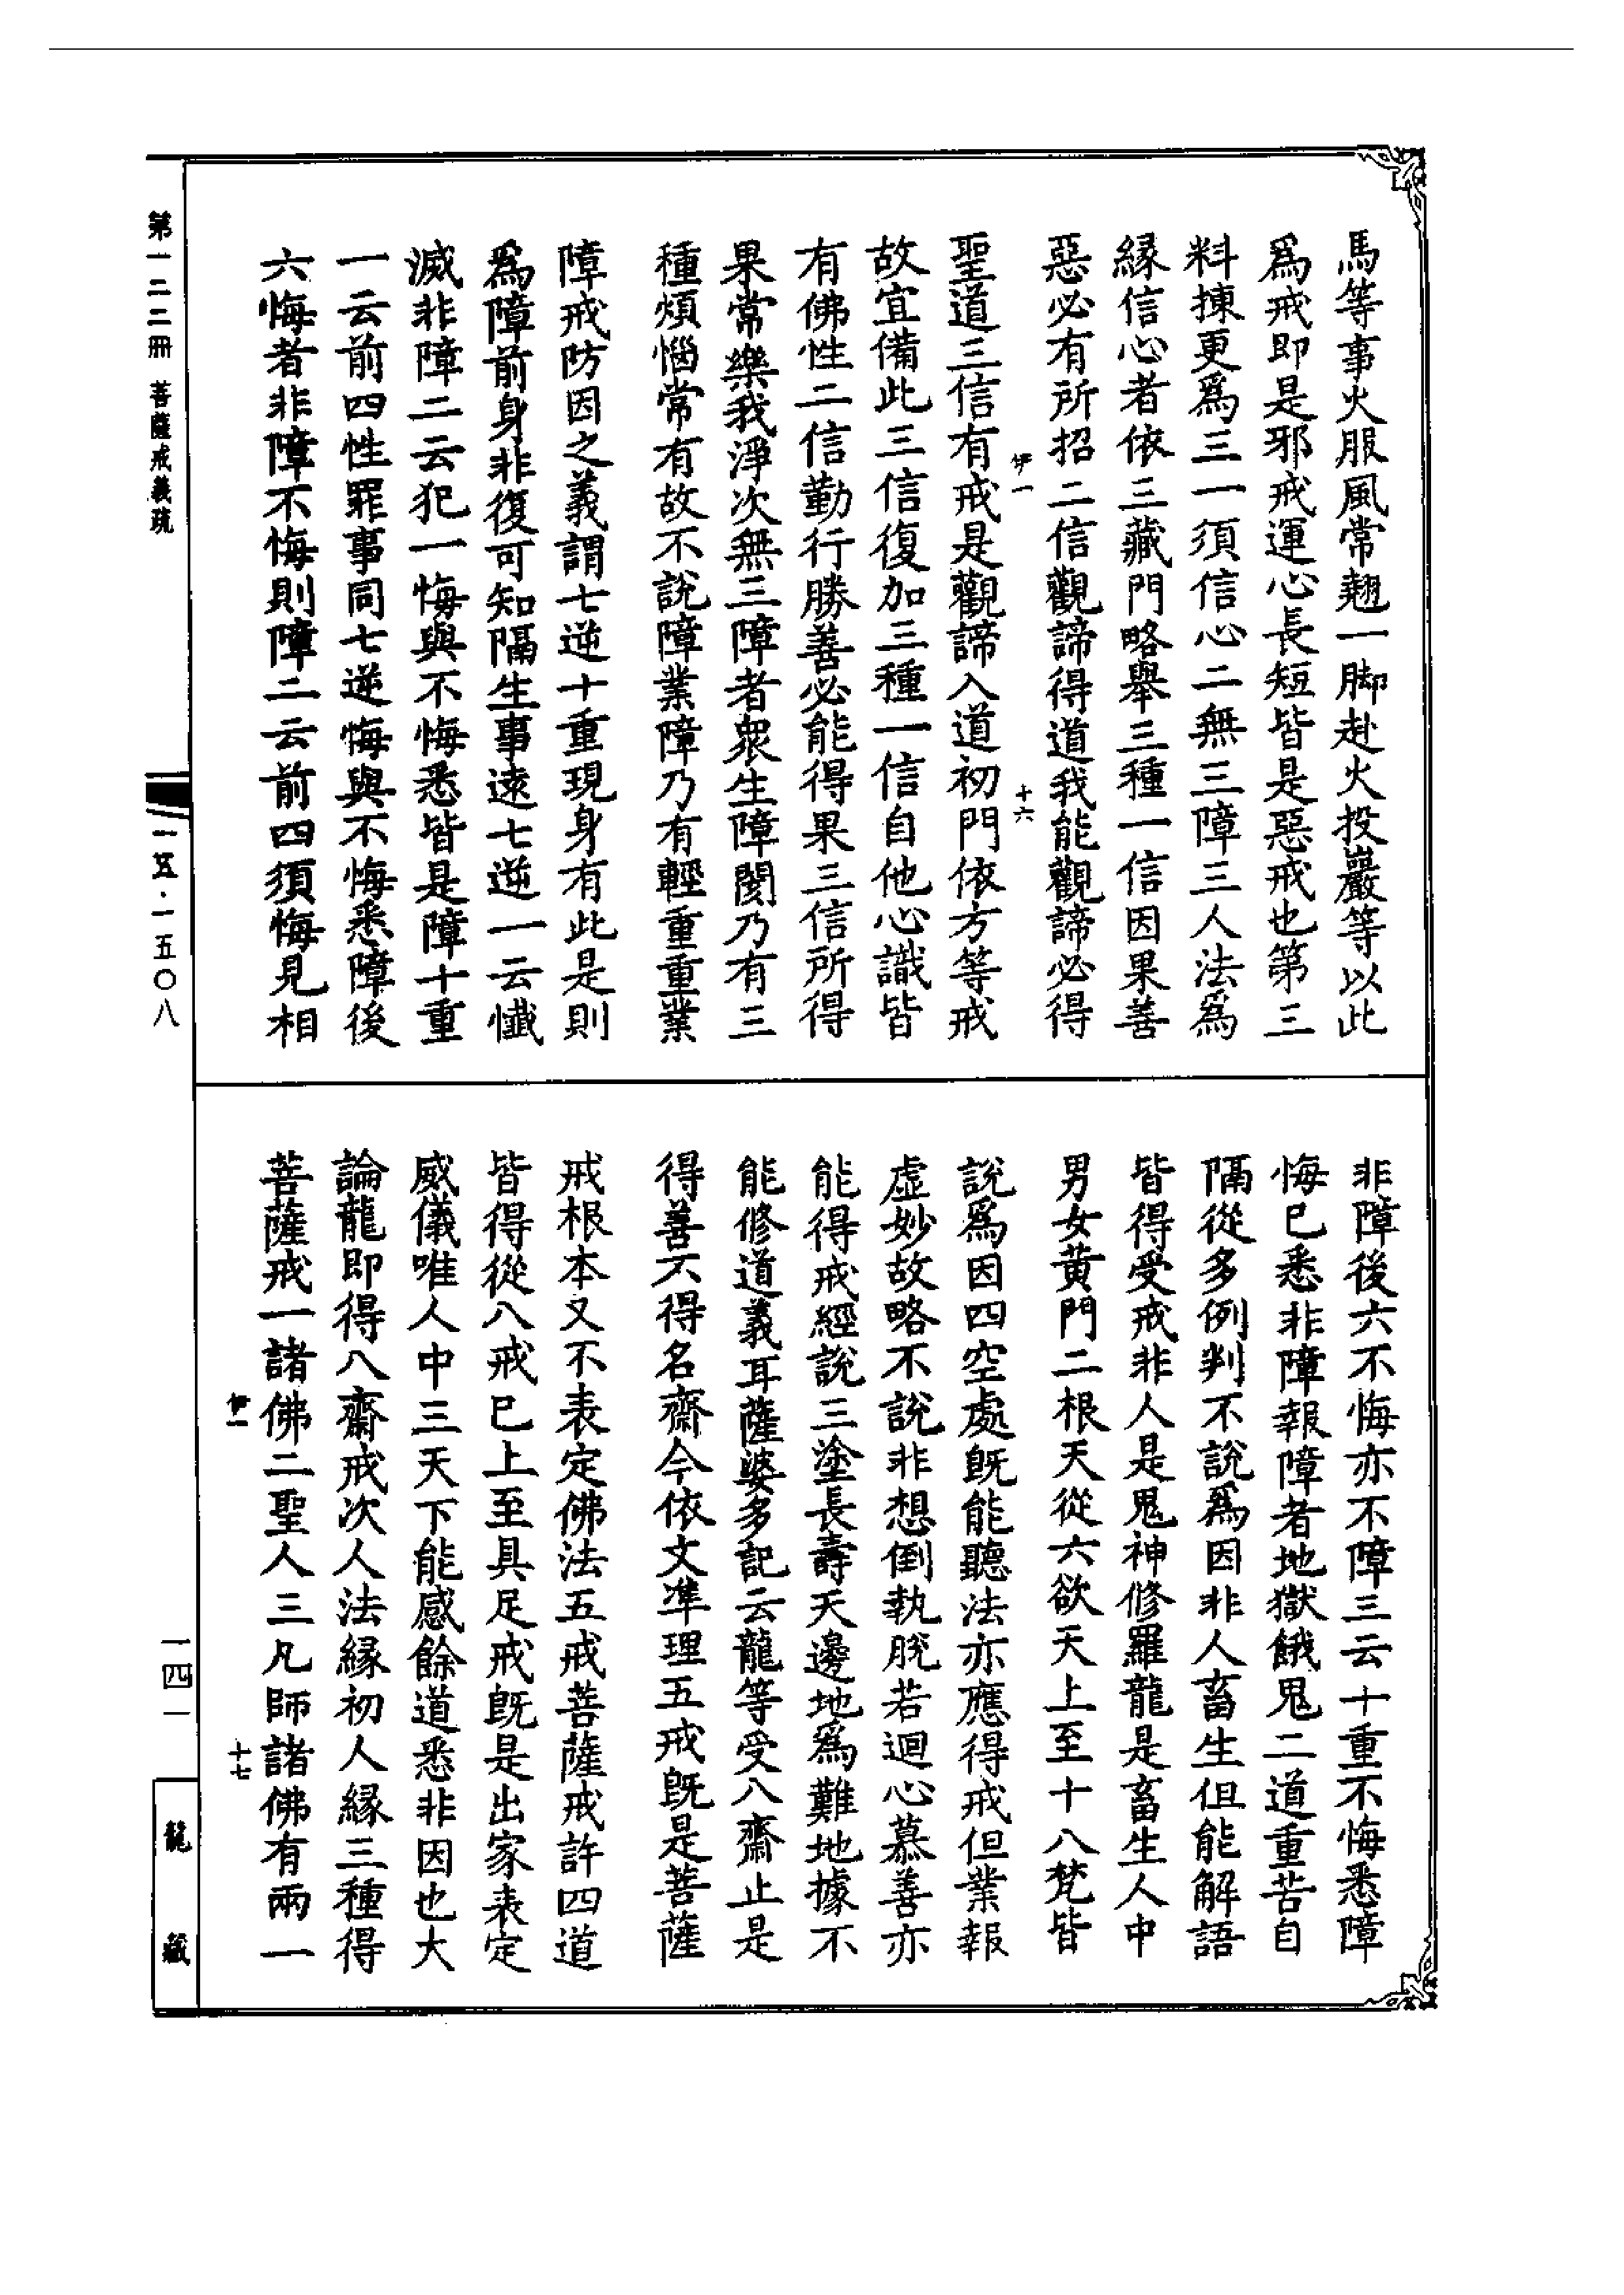 馬等事火服風常翹一脚赴火投巖等以此
爲戒即是邪戒運心長短皆是惡戒也第三
料揀更爲三一須信心二無三障三人法爲
緣信心者依三藏門略舉三種一信因果善
惡必有所招二信觀諦得道我能觀諦必得
伊一 十六
聖道三信有戒是觀諦入道初門依方等戒
故宜備此三信復加三種一信自他心識皆
有佛性二信勤行勝善必能得果三信所得
果常樂我淨次無三障者衆生障閡乃有三
種煩惱常有故不說障業障乃有輕重重業
障戒防因之義謂七逆十重現身有此是則
爲障前身非復可知隔生事遠七逆一云懺
滅非障二云犯一悔與不悔悉皆是障十重
一云前四性罪事同七逆悔與不悔悉障後
六悔者非障不悔則障二云前四須悔見相
非障後六不悔亦不障三云十重不悔悉障
悔已悉非障報障者地獄餓鬼二道重苦自
隔從多例判不說爲因非人畜生但能解語
皆得受戒非人是鬼神修羅龍是畜生人中
男女黃門二根天從六欲天上至十八梵皆
說爲因四空處旣能聽法亦應得戒但業報
虛妙故略不說非想倒執脫若迴心慕善亦
能得戒經說三塗長壽天邊地爲難地據不
能修道義耳薩婆多記云龍等受八齋止是
得善不得名齋今依文準理五戒旣是菩薩
戒根本又不表定佛法五戒菩薩戒許四道
皆得從八戒已上至具足戒旣是出家表定
威儀唯人中三天下能感餘道悉非因也大
論龍即得八齋戒次人法緣初人緣三種得
菩薩戒一諸佛二聖人三凡師諸佛有兩一
伊一 十七
第一二二冊 菩薩戒義疏
一五·一五〇八
一四一
龍藏